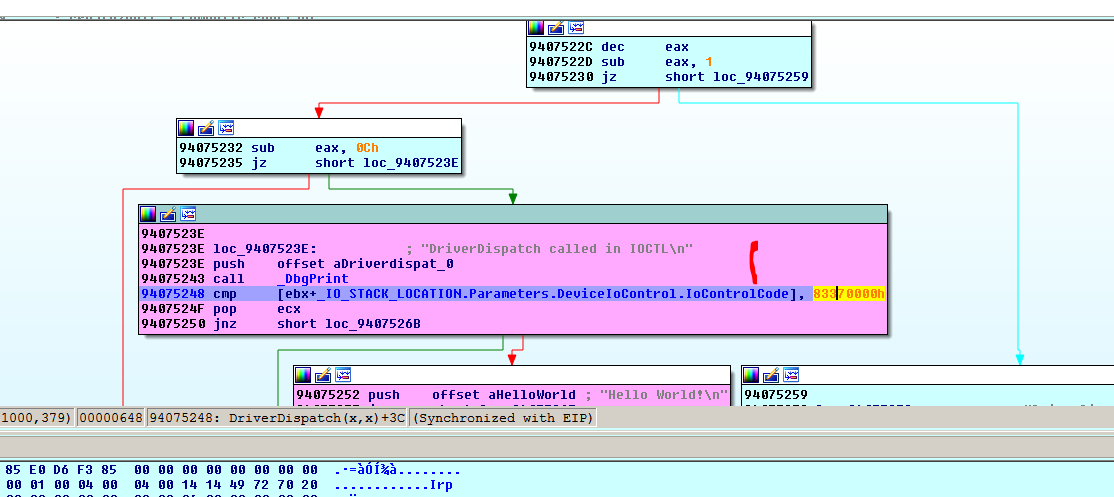 9407522C dec eax
9407522D sub eax, 1
94075230 jz short loc_94075259
94075232 sub eax, 0Ch
94075235 jz short loc_9407523E
9407523E
9407523E loc_9407523E: ; "DriverDispatch called in IOCTL\n"
9407523E push offset aDriverdispat_0
94075243 call _DbgPrint
94075248 cmp [ebx+_IO_STACK_LOCATION.Parameters.DeviceIoControl.IoControlCode], 83370000h
9407524F pop ecx
94075250 jnz short loc_9407526B
94075252 push offset aHelloWorld ; "Hello World!\n"
94075259
1000,379) 00000648 94075248: DriverDispatch(x,x)+3C (Synchronized with EIP)
85 E0 D6 F3 85 00 00 00 00 00 00 00 00 .·=àÓÍ¾à........
00 01 00 04 00 04 00 14 14 49 72 70 20 ............Irp